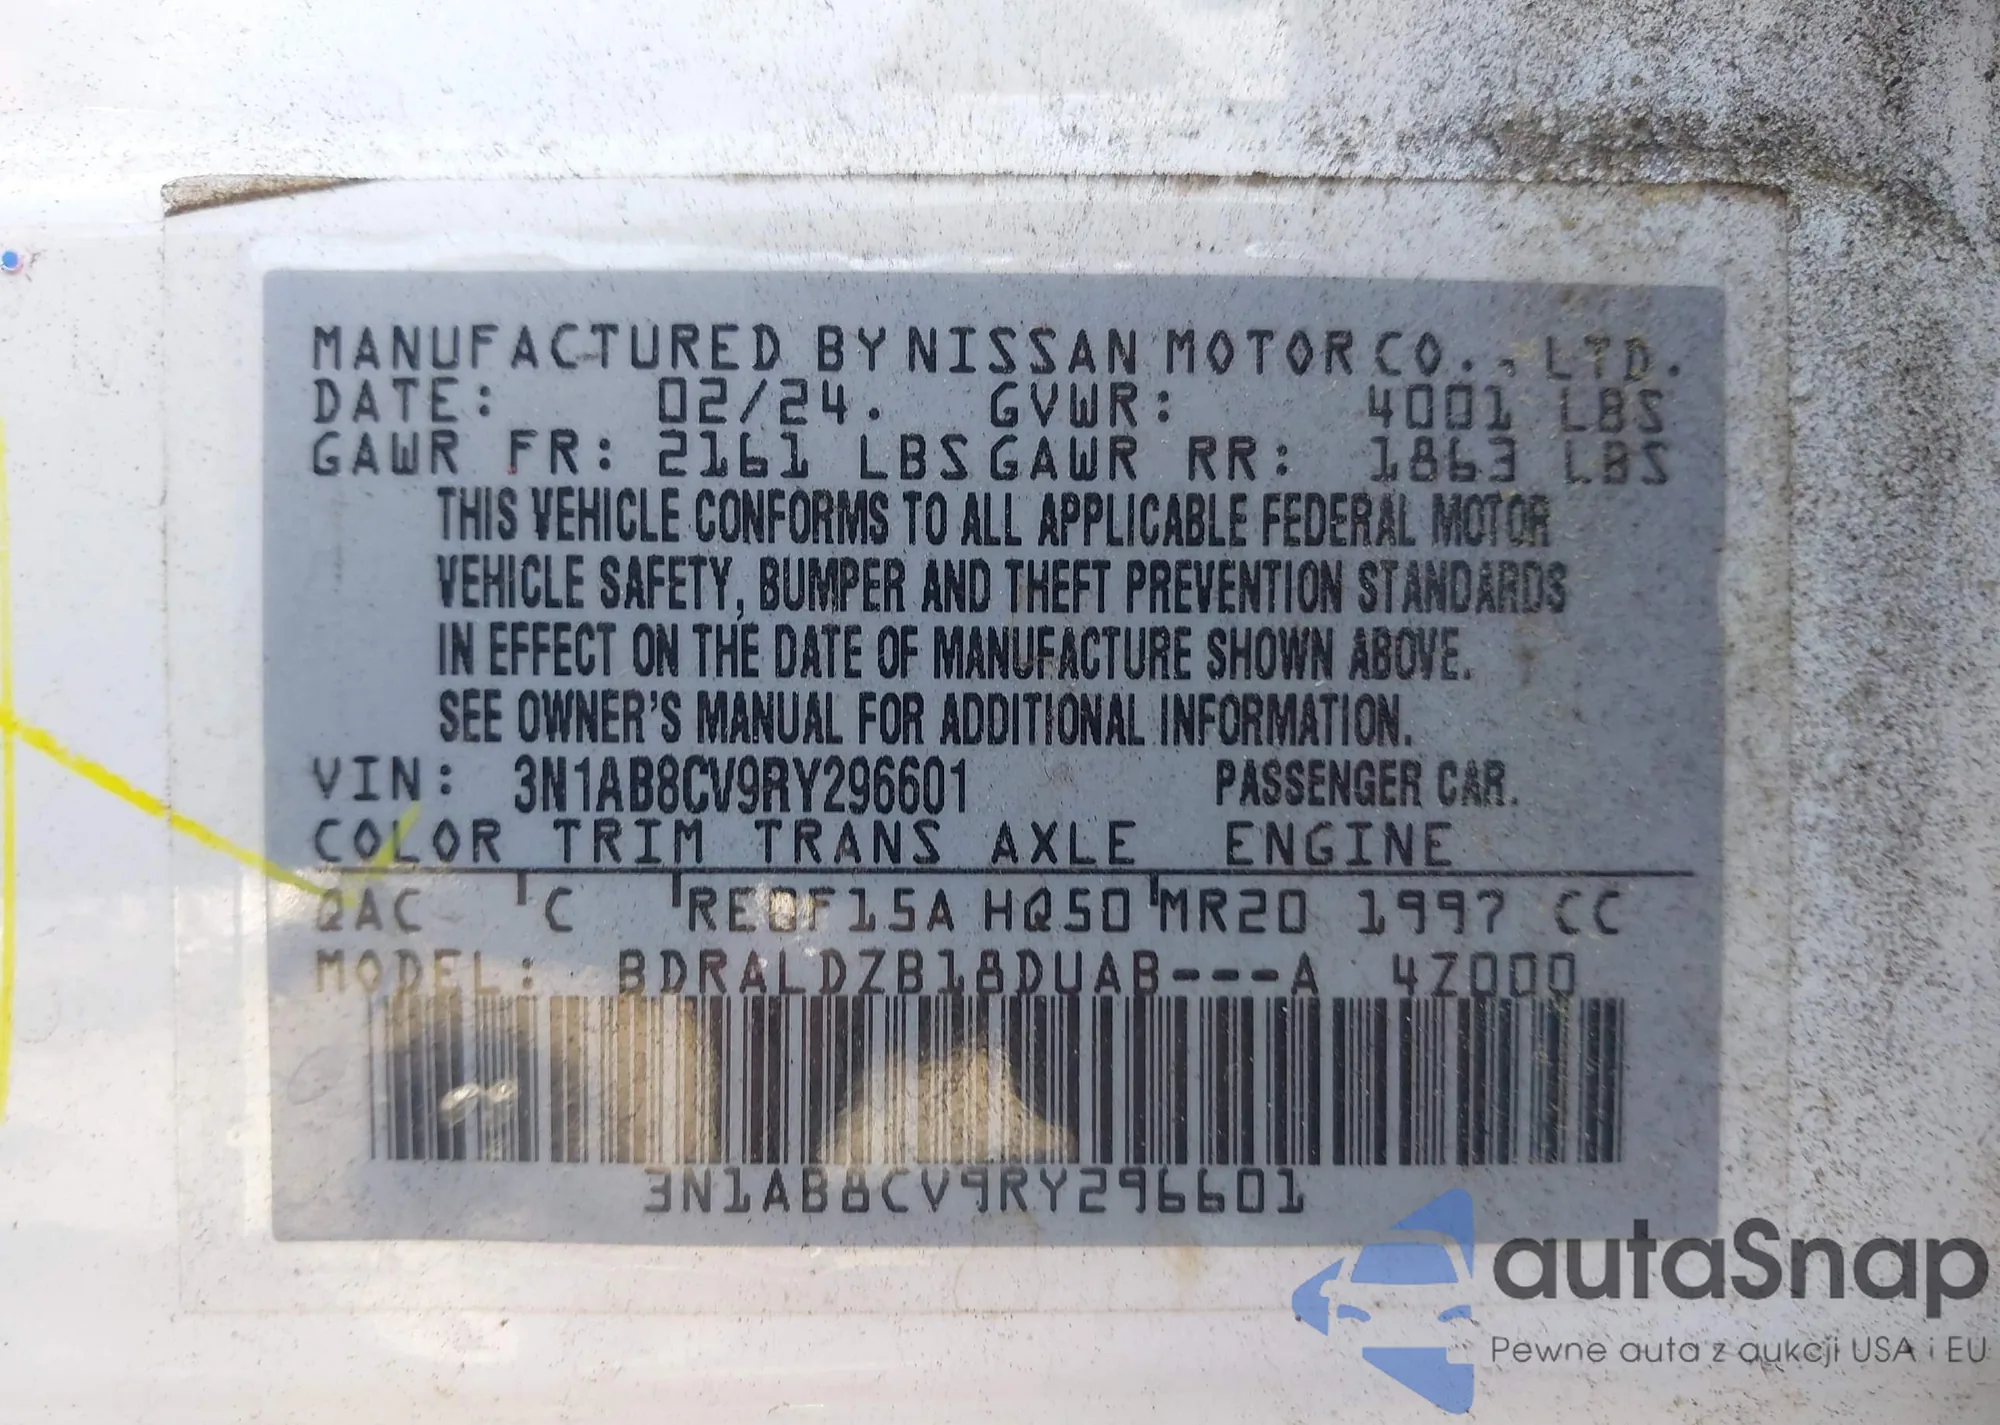 MANUFACTURED BY NISSAN MOTOR CO., LTD.
DATE: 02/24. GVWR: 4001 LBS
GAWR FR: 2161 LBS GAWR RR: 1863 LBS
THIS VEHICLE CONFORMS TO ALL APPLICABLE FEDERAL MOTOR
VEHICLE SAFETY, BUMPER AND THEFT PREVENTION STANDARDS
IN EFFECT ON THE DATE OF MANUFACTURE SHOWN ABOVE.
SEE OWNER'S MANUAL FOR ADDITIONAL INFORMATION.
VIN: 3N1AB8CV9RY296601 PASSENGER CAR.
COLOR TRIM TRANS AXLE ENGINE
QAC C RE0F15A HQ50 MR20 1997 CC
MODEL: BDRALDZB18DUAB---A 4Z000
3N1AB8CV9RY296601
autaSnap
Pewne auta z aukcji USA i EU